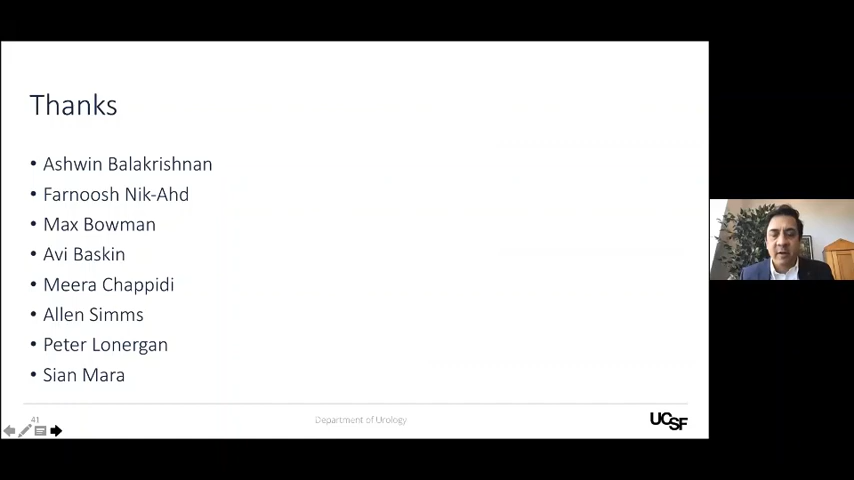 Thanks
• Ashwin Balakrishnan
• Farnoosh Nik-Ahd
• Max Bowman
• Avi Baskin
• Meera Chappidi
• Allen Simms
• Peter Lonergan
• Sian Mara
41
Department of Urology
UCSF